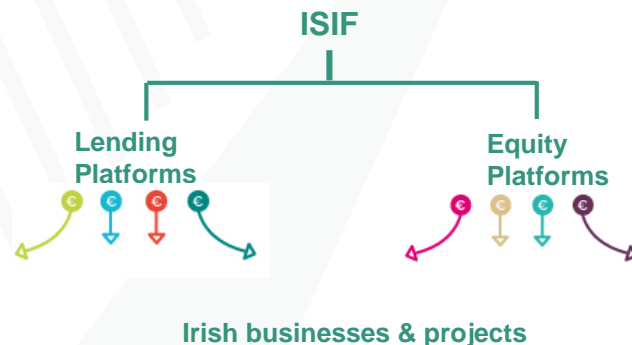 ISIF
Lending
Platforms
Equity
Platforms
€ € € €
€ € € €
Irish businesses & projects